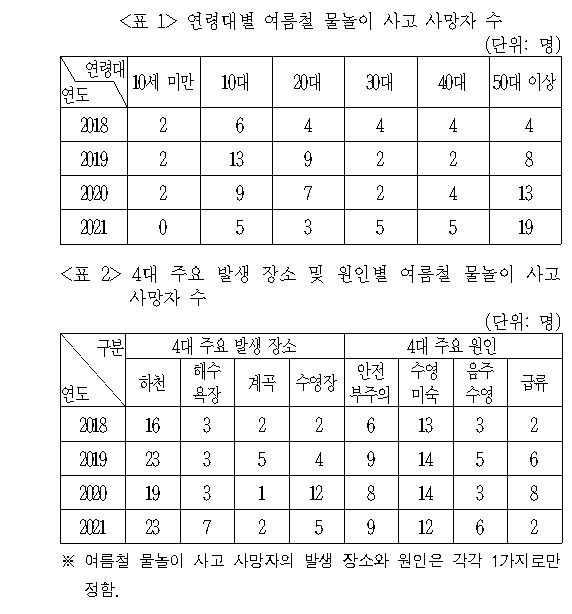 <표 1> 연령대별 여름철 물놀이 사고 사망자 수
(단위: 명)
연령대
연도
10세 미만 10대 20대 30대 40대 50대 이상
2018 2 6 4 4 4 4
2019 2 13 9 2 2 8
2020 2 9 7 2 4 13
2021 0 5 3 5 5 19
<표 2> 4대 주요 발생 장소 및 원인별 여름철 물놀이 사고
사망자 수
(단위: 명)
구분
연도
4대 주요 발생 장소 4대 주요 원인
하천 해수욕장 계곡 수영장 안전부주의 수영미숙 음주수영 급류
2018 16 3 2 2 6 13 3 2
2019 23 3 5 4 9 14 5 6
2020 19 3 1 12 8 14 3 8
2021 23 7 2 5 9 12 6 2
※ 여름철 물놀이 사고 사망자의 발생 장소와 원인은 각각 1가지로만
정함.